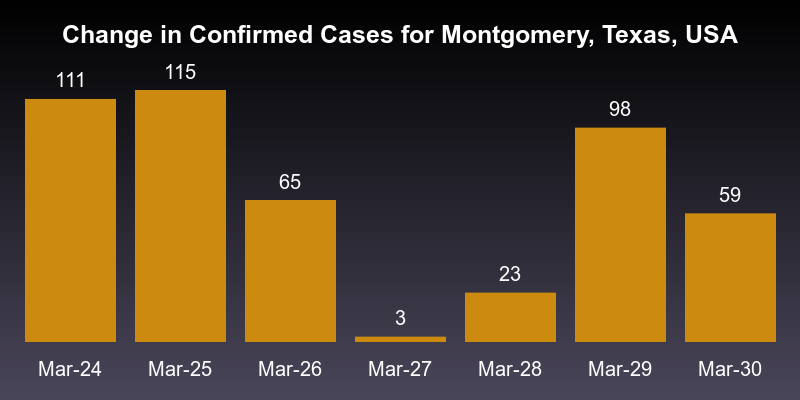 Change in Confirmed Cases for Montgomery, Texas, USA
111
115
65
3
23
98
59
Mar-24
Mar-25
Mar-26
Mar-27
Mar-28
Mar-29
Mar-30